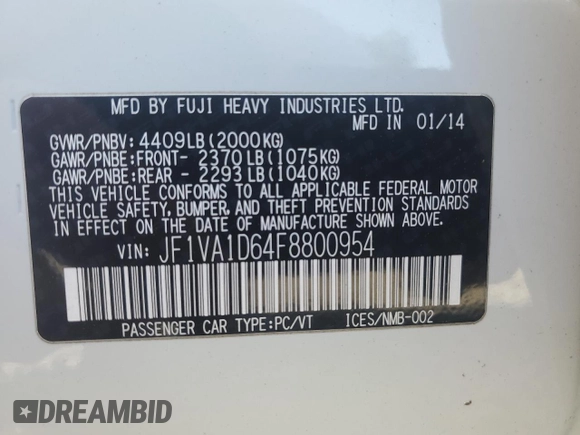 MFD BY FUJI HEAVY INDUSTRIES LTD.
MFD IN 01/14
GVWR/PNBV: 4409LB(2000KG)
GAWR/PNBE:FRONT- 2370LB(1075KG)
GAWR/PNBE:REAR - 2293LB(1040KG)
THIS VEHICLE CONFORMS TO ALL APPLICABLE FEDERAL MOTOR
VEHICLE SAFETY, BUMPER, AND THEFT PREVENTION STANDARDS
IN EFFECT ON THE DATE OF MANUFACTURE SHOWN ABOVE.
VIN: JF1VA1D64F8800954
PASSENGER CAR TYPE:PC/VT ICES/NMB-002
DREAMBID